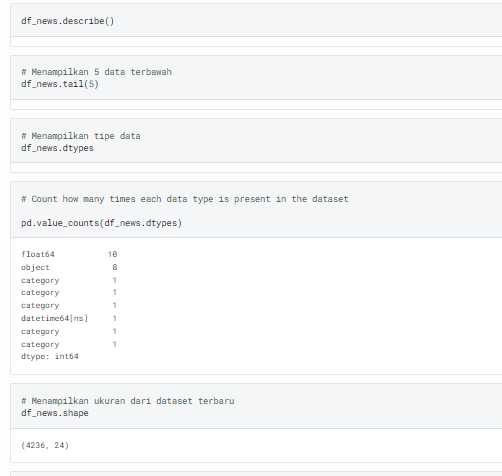 df_news.describe()
# Menampilkan 5 data terbawah
df_news.tail(5)
# Menampilkan tipe data
df_news.dtypes
# Count how many times each data type is present in the dataset
pd.value_counts(df_news.dtypes)
float64 10
object 8
category 1
category 1
category 1
datetime64[ns] 1
category 1
category 1
dtype: int64
# Menampilkan ukuran dari dataset terbaru
df_news.shape
(4236, 24)